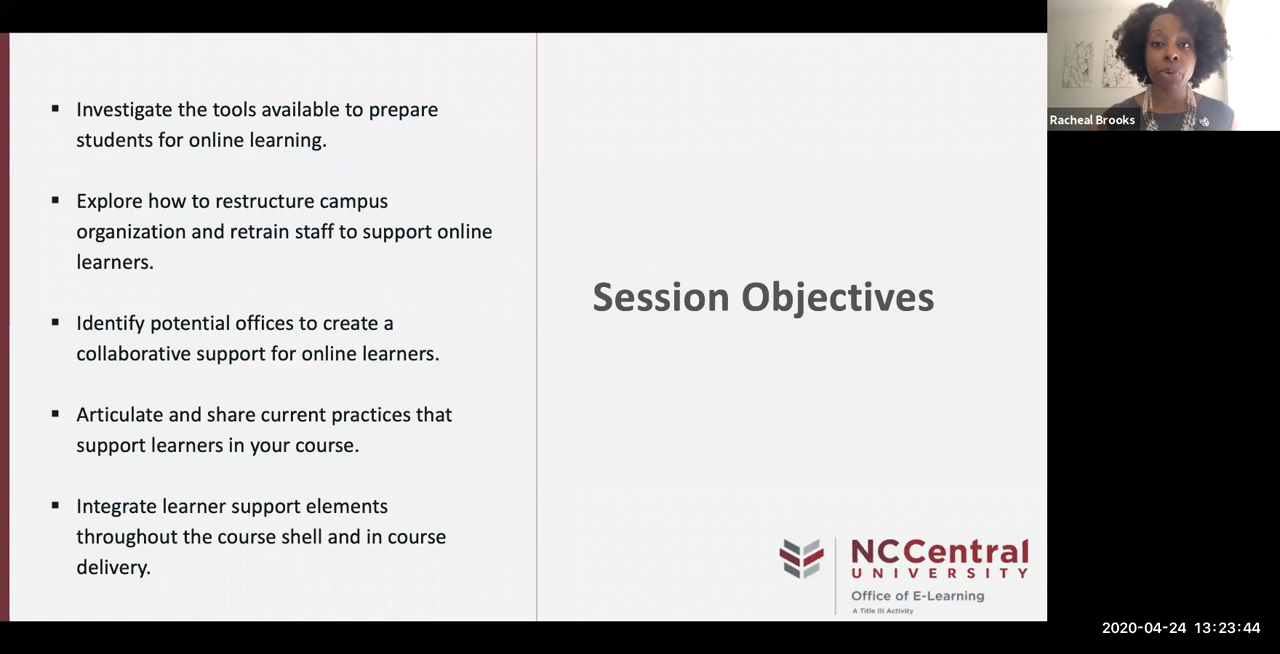 ▪ Investigate the tools available to prepare
students for online learning.
▪ Explore how to restructure campus
organization and retrain staff to support online
learners.
▪ Identify potential offices to create a
collaborative support for online learners.
▪ Articulate and share current practices that
support learners in your course.
▪ Integrate learner support elements
throughout the course shell and in course
delivery.
Session Objectives
NCCentral
UNIVERSITY
Office of E-Learning
A Title III Activity
Racheal Brooks
2020-04-24 13:23:44